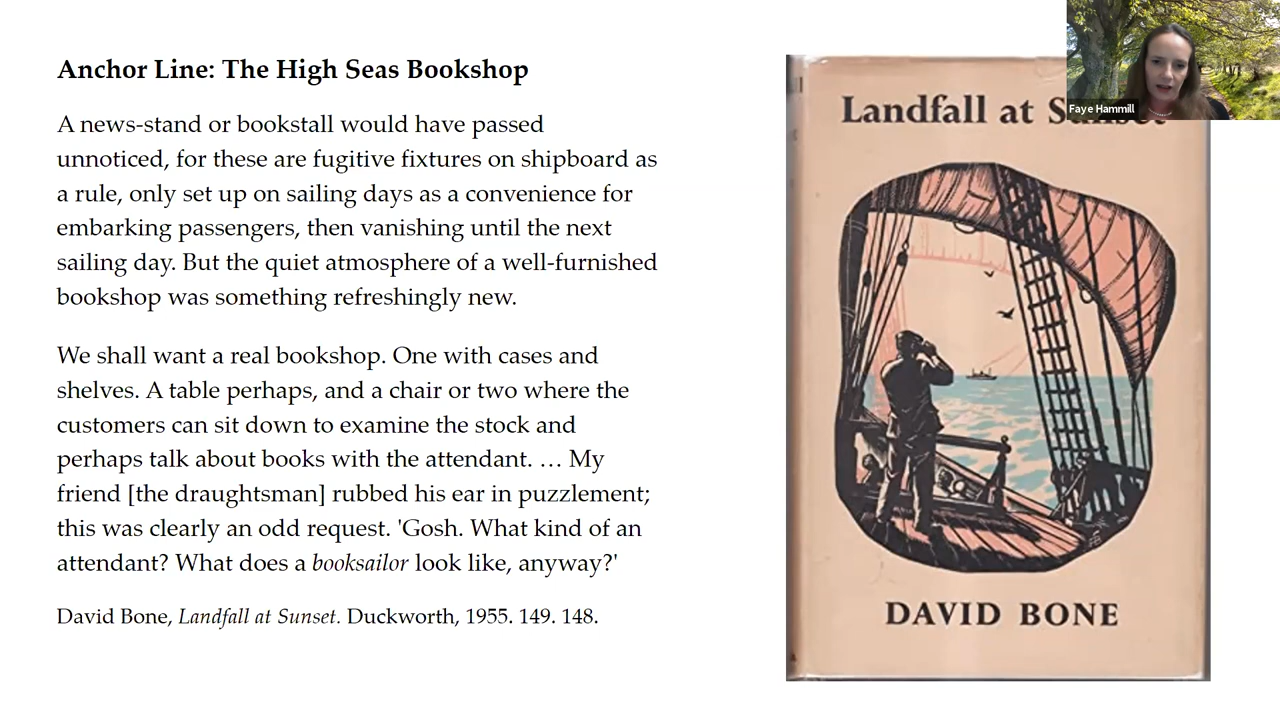 Anchor Line: The High Seas Bookshop
A news-stand or bookstall would have passed
unnoticed, for these are fugitive fixtures on shipboard as
a rule, only set up on sailing days as a convenience for
embarking passengers, then vanishing until the next
sailing day. But the quiet atmosphere of a well-furnished
bookshop was something refreshingly new.
We shall want a real bookshop. One with cases and
shelves. A table perhaps, and a chair or two where the
customers can sit down to examine the stock and
perhaps talk about books with the attendant. … My
friend [the draughtsman] rubbed his ear in puzzlement;
this was clearly an odd request. 'Gosh. What kind of an
attendant? What does a booksailor look like, anyway?'
David Bone, Landfall at Sunset. Duckworth, 1955. 149. 148.
Landfall at Sunset
DAVID BONE
Faye Hammill